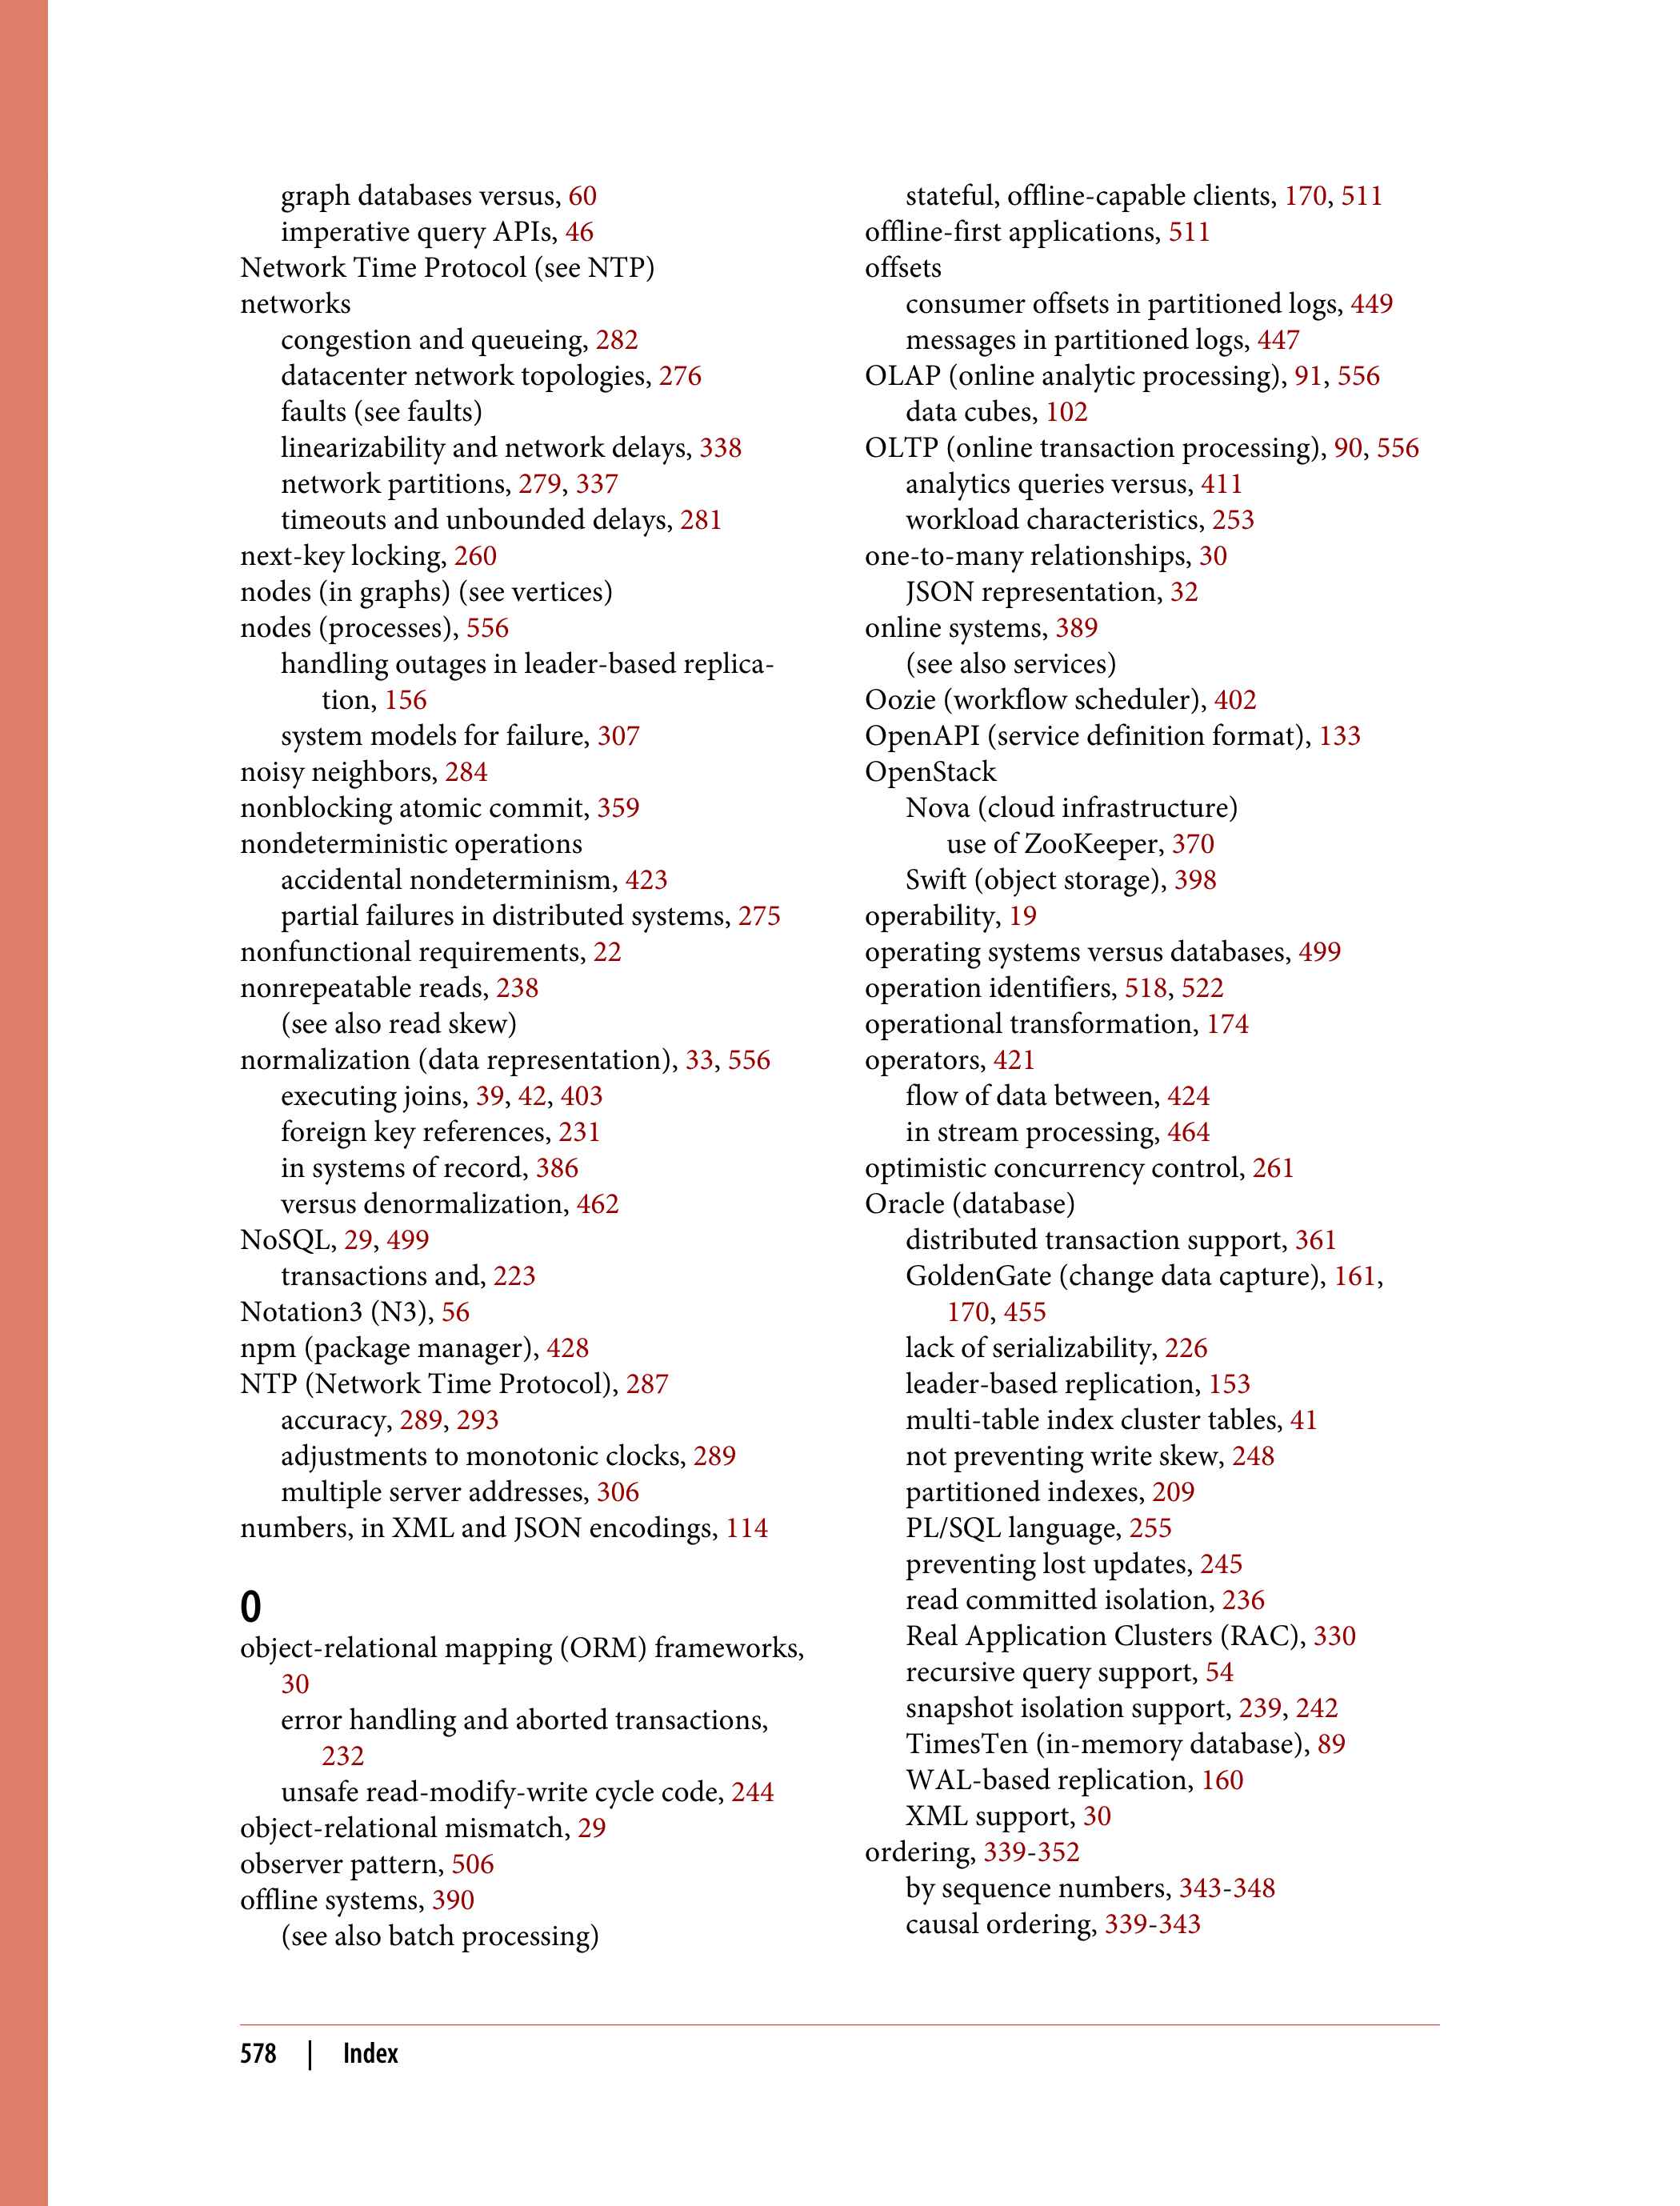 graph databases versus, 60
imperative query APIs, 46
Network Time Protocol (see NTP)
networks
congestion and queueing, 282
datacenter network topologies, 276
faults (see faults)
linearizability and network delays, 338
network partitions, 279, 337
timeouts and unbounded delays, 281
next-key locking, 260
nodes (in graphs) (see vertices)
nodes (processes), 556
handling outages in leader-based replica-
tion, 156
system models for failure, 307
noisy neighbors, 284
nonblocking atomic commit, 359
nondeterministic operations
accidental nondeterminism, 423
partial failures in distributed systems, 275
nonfunctional requirements, 22
nonrepeatable reads, 238
(see also read skew)
normalization (data representation), 33, 556
executing joins, 39, 42, 403
foreign key references, 231
in systems of record, 386
versus denormalization, 462
NoSQL, 29, 499
transactions and, 223
Notation3 (N3), 56
npm (package manager), 428
NTP (Network Time Protocol), 287
accuracy, 289, 293
adjustments to monotonic clocks, 289
multiple server addresses, 306
numbers, in XML and JSON encodings, 114
O
object-relational mapping (ORM) frameworks,
30
error handling and aborted transactions,
232
unsafe read-modify-write cycle code, 244
object-relational mismatch, 29
observer pattern, 506
offline systems, 390
(see also batch processing)
stateful, offline-capable clients, 170, 511
offline-first applications, 511
offsets
consumer offsets in partitioned logs, 449
messages in partitioned logs, 447
OLAP (online analytic processing), 91, 556
data cubes, 102
OLTP (online transaction processing), 90, 556
analytics queries versus, 411
workload characteristics, 253
one-to-many relationships, 30
JSON representation, 32
online systems, 389
(see also services)
Oozie (workflow scheduler), 402
OpenAPI (service definition format), 133
OpenStack
Nova (cloud infrastructure)
use of ZooKeeper, 370
Swift (object storage), 398
operability, 19
operating systems versus databases, 499
operation identifiers, 518, 522
operational transformation, 174
operators, 421
flow of data between, 424
in stream processing, 464
optimistic concurrency control, 261
Oracle (database)
distributed transaction support, 361
GoldenGate (change data capture), 161,
170, 455
lack of serializability, 226
leader-based replication, 153
multi-table index cluster tables, 41
not preventing write skew, 248
partitioned indexes, 209
PL/SQL language, 255
preventing lost updates, 245
read committed isolation, 236
Real Application Clusters (RAC), 330
recursive query support, 54
snapshot isolation support, 239, 242
TimesTen (in-memory database), 89
WAL-based replication, 160
XML support, 30
ordering, 339-352
by sequence numbers, 343-348
causal ordering, 339-343
578 | Index